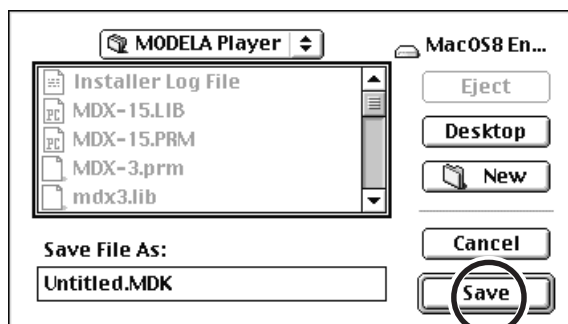 MODELA Player
MacOS8 En...
Installer Log File
MDX-15.LIB
MDX-15.PRM
MDX-3.prm
mdx3.lib
Eject
Desktop
New
Save File As:
Untitled.MDK
Cancel
Save